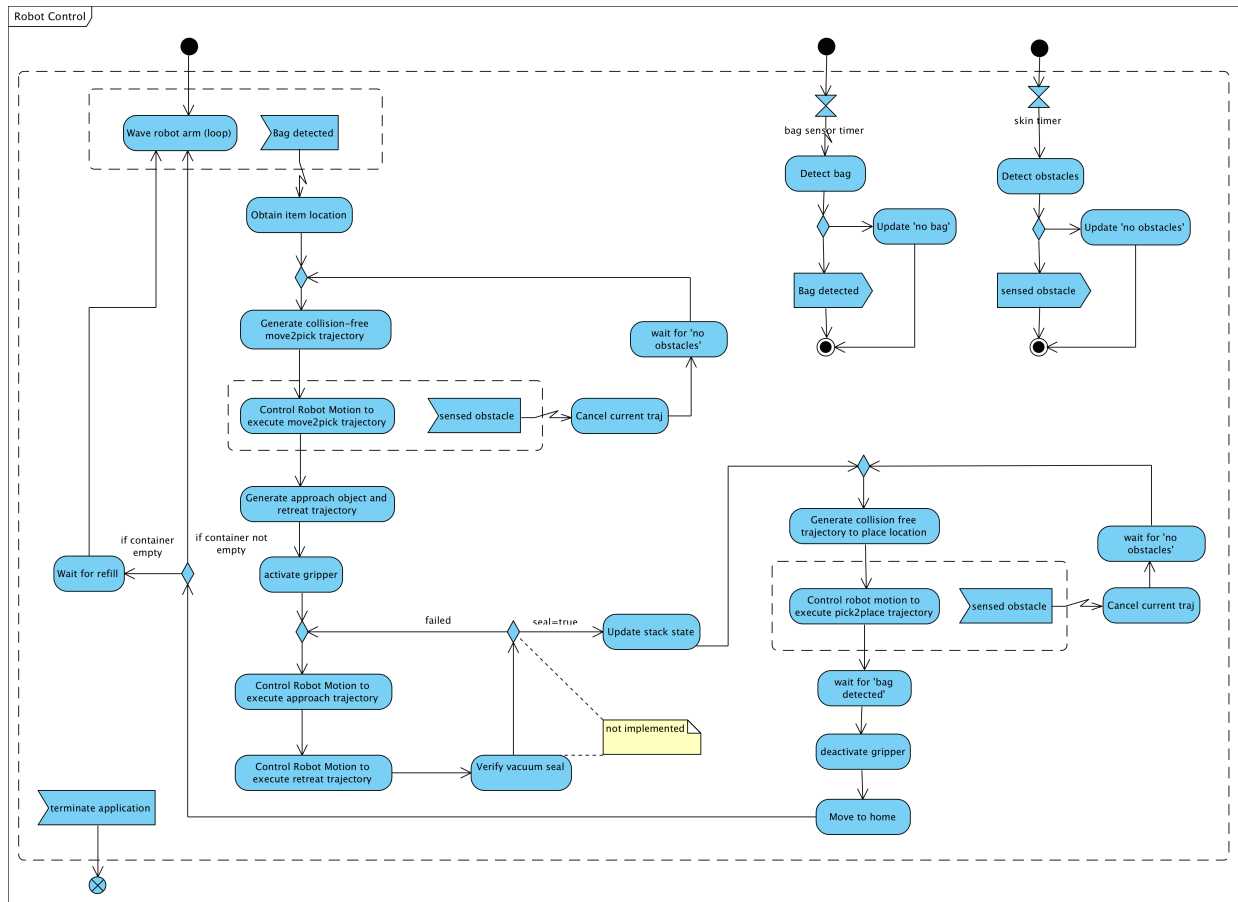 Robot Control
Wave robot arm (loop)
Bag detected
bag sensor timer
skin timer
Detect bag
Detect obstacles
Obtain item location
Update 'no bag'
Update 'no obstacles'
Bag detected
sensed obstacle
Generate collision-free
move2pick trajectory
wait for 'no
obstacles'
Control Robot Motion to
execute move2pick trajectory
sensed obstacle
Cancel current traj
Generate approach object and
retreat trajectory
Generate collision free
trajectory to place location
wait for 'no
obstacles'
if container
empty
if container not
empty
Wait for refill
activate gripper
Control robot motion to
execute pick2place trajectory
sensed obstacle
Cancel current traj
failed
seal=true
Update stack state
Control Robot Motion to
execute approach trajectory
wait for 'bag
detected'
not implemented
deactivate gripper
Control Robot Motion to
execute retreat trajectory
Verify vacuum seal
terminate application
Move to home